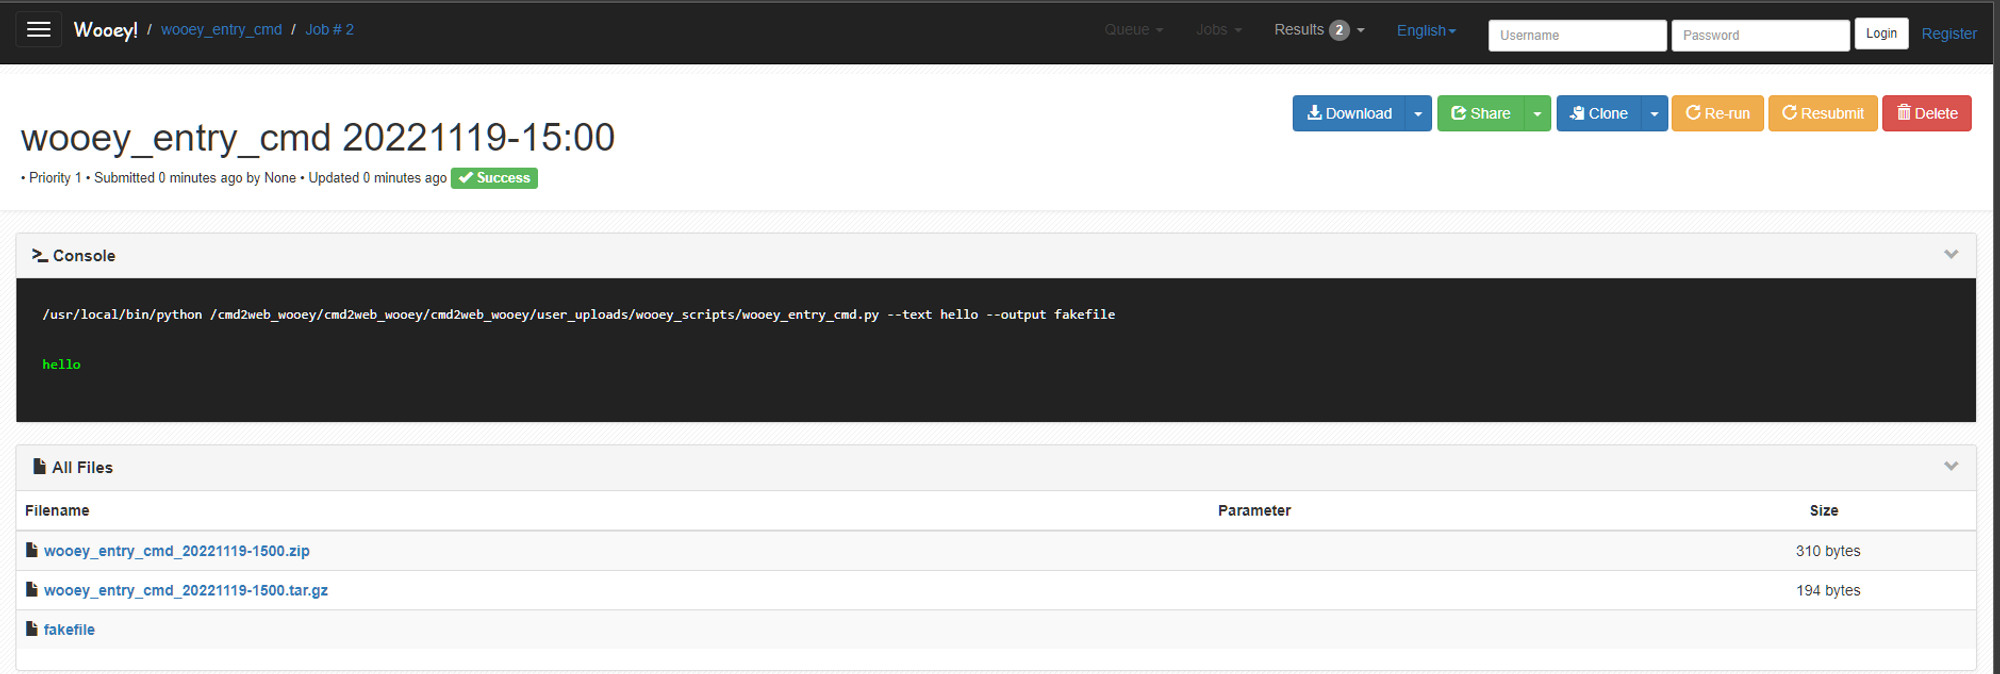 Wooey! / wooey_entry_cmd / Job # 2 Queue Jobs Results 2 English Username Password Login Register
Download Share Clone Re-run Resubmit Delete
wooey_entry_cmd 20221119-15:00
• Priority 1 • Submitted 0 minutes ago by None • Updated 0 minutes ago Success
Console
/usr/local/bin/python /cmd2web_wooey/cmd2web_wooey/cmd2web_wooey/user_uploads/wooey_scripts/wooey_entry_cmd.py --text hello --output fakefile
hello
All Files
Filename Parameter Size
wooey_entry_cmd_20221119-1500.zip 310 bytes
wooey_entry_cmd_20221119-1500.tar.gz 194 bytes
fakefile